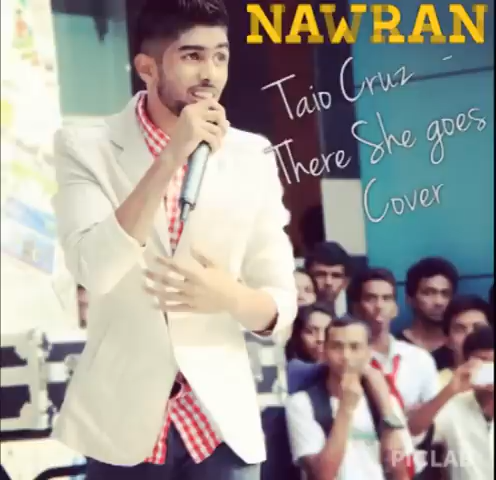 NAWRAN
Taio Cruz -
There She goes
Cover
PICLAB